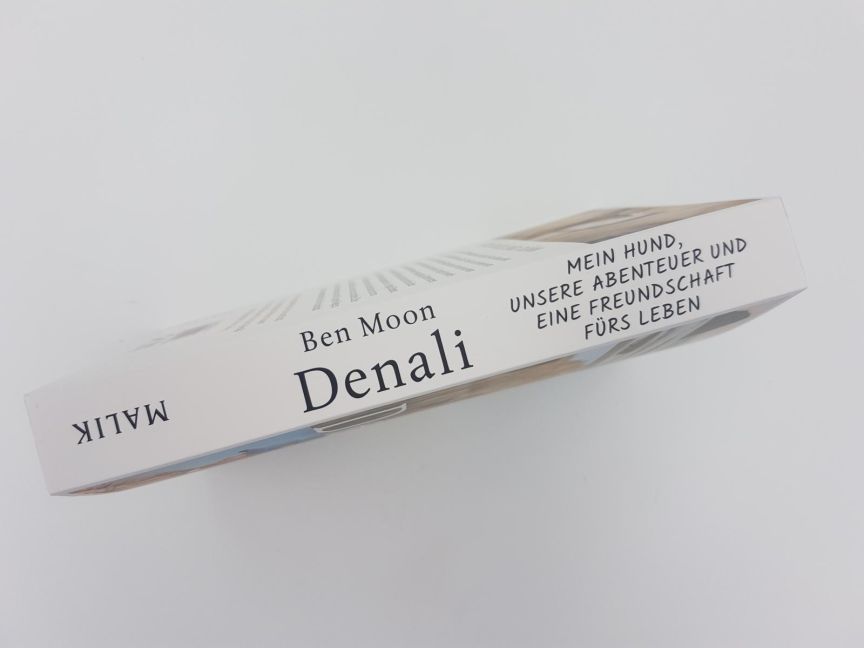 MALIK
Ben Moon
Denali
MEIN HUND,
UNSERE ABENTEUER UND
EINE FREUNDSCHAFT
FÜRS LEBEN